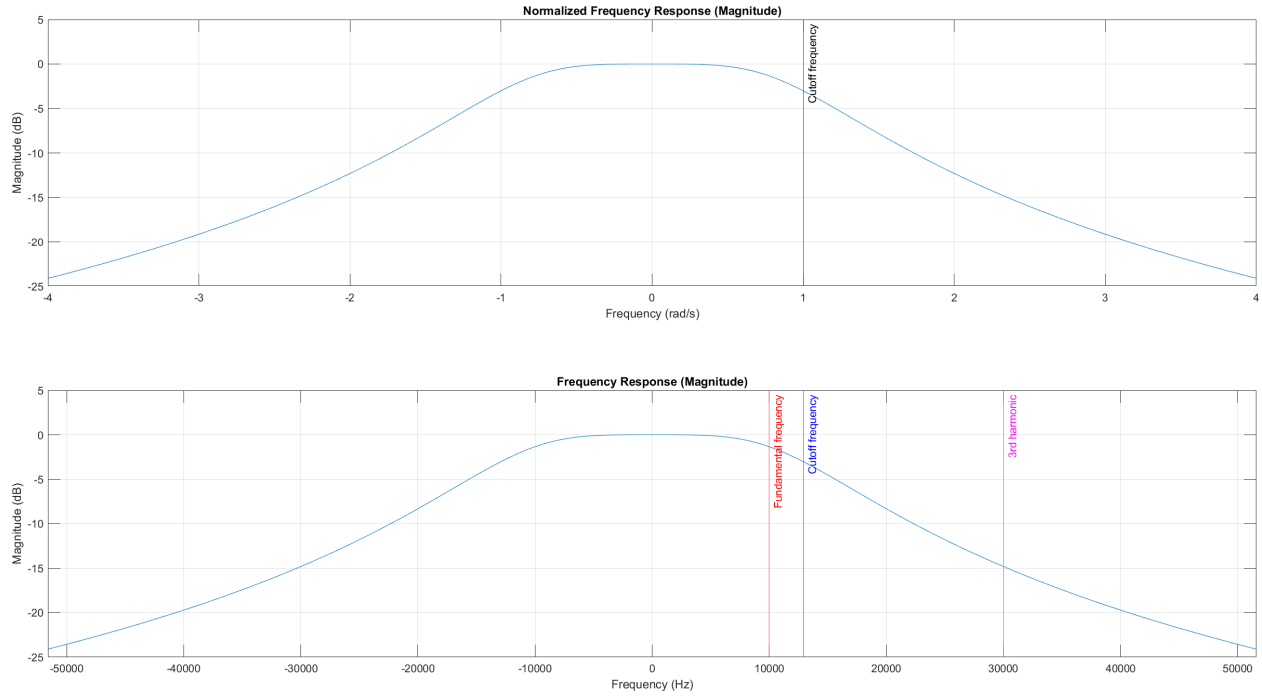 Normalized Frequency Response (Magnitude)
5
0
-5
-10
-15
-20
-25
Magnitude (dB)
Cutoff frequency
-4 -3 -2 -1 0 1 2 3 4
Frequency (rad/s)
Frequency Response (Magnitude)
5
0
-5
-10
-15
-20
-25
Magnitude (dB)
Fundamental frequency
Cutoff frequency
3rd harmonic
-50000 -40000 -30000 -20000 -10000 0 10000 20000 30000 40000 50000
Frequency (Hz)